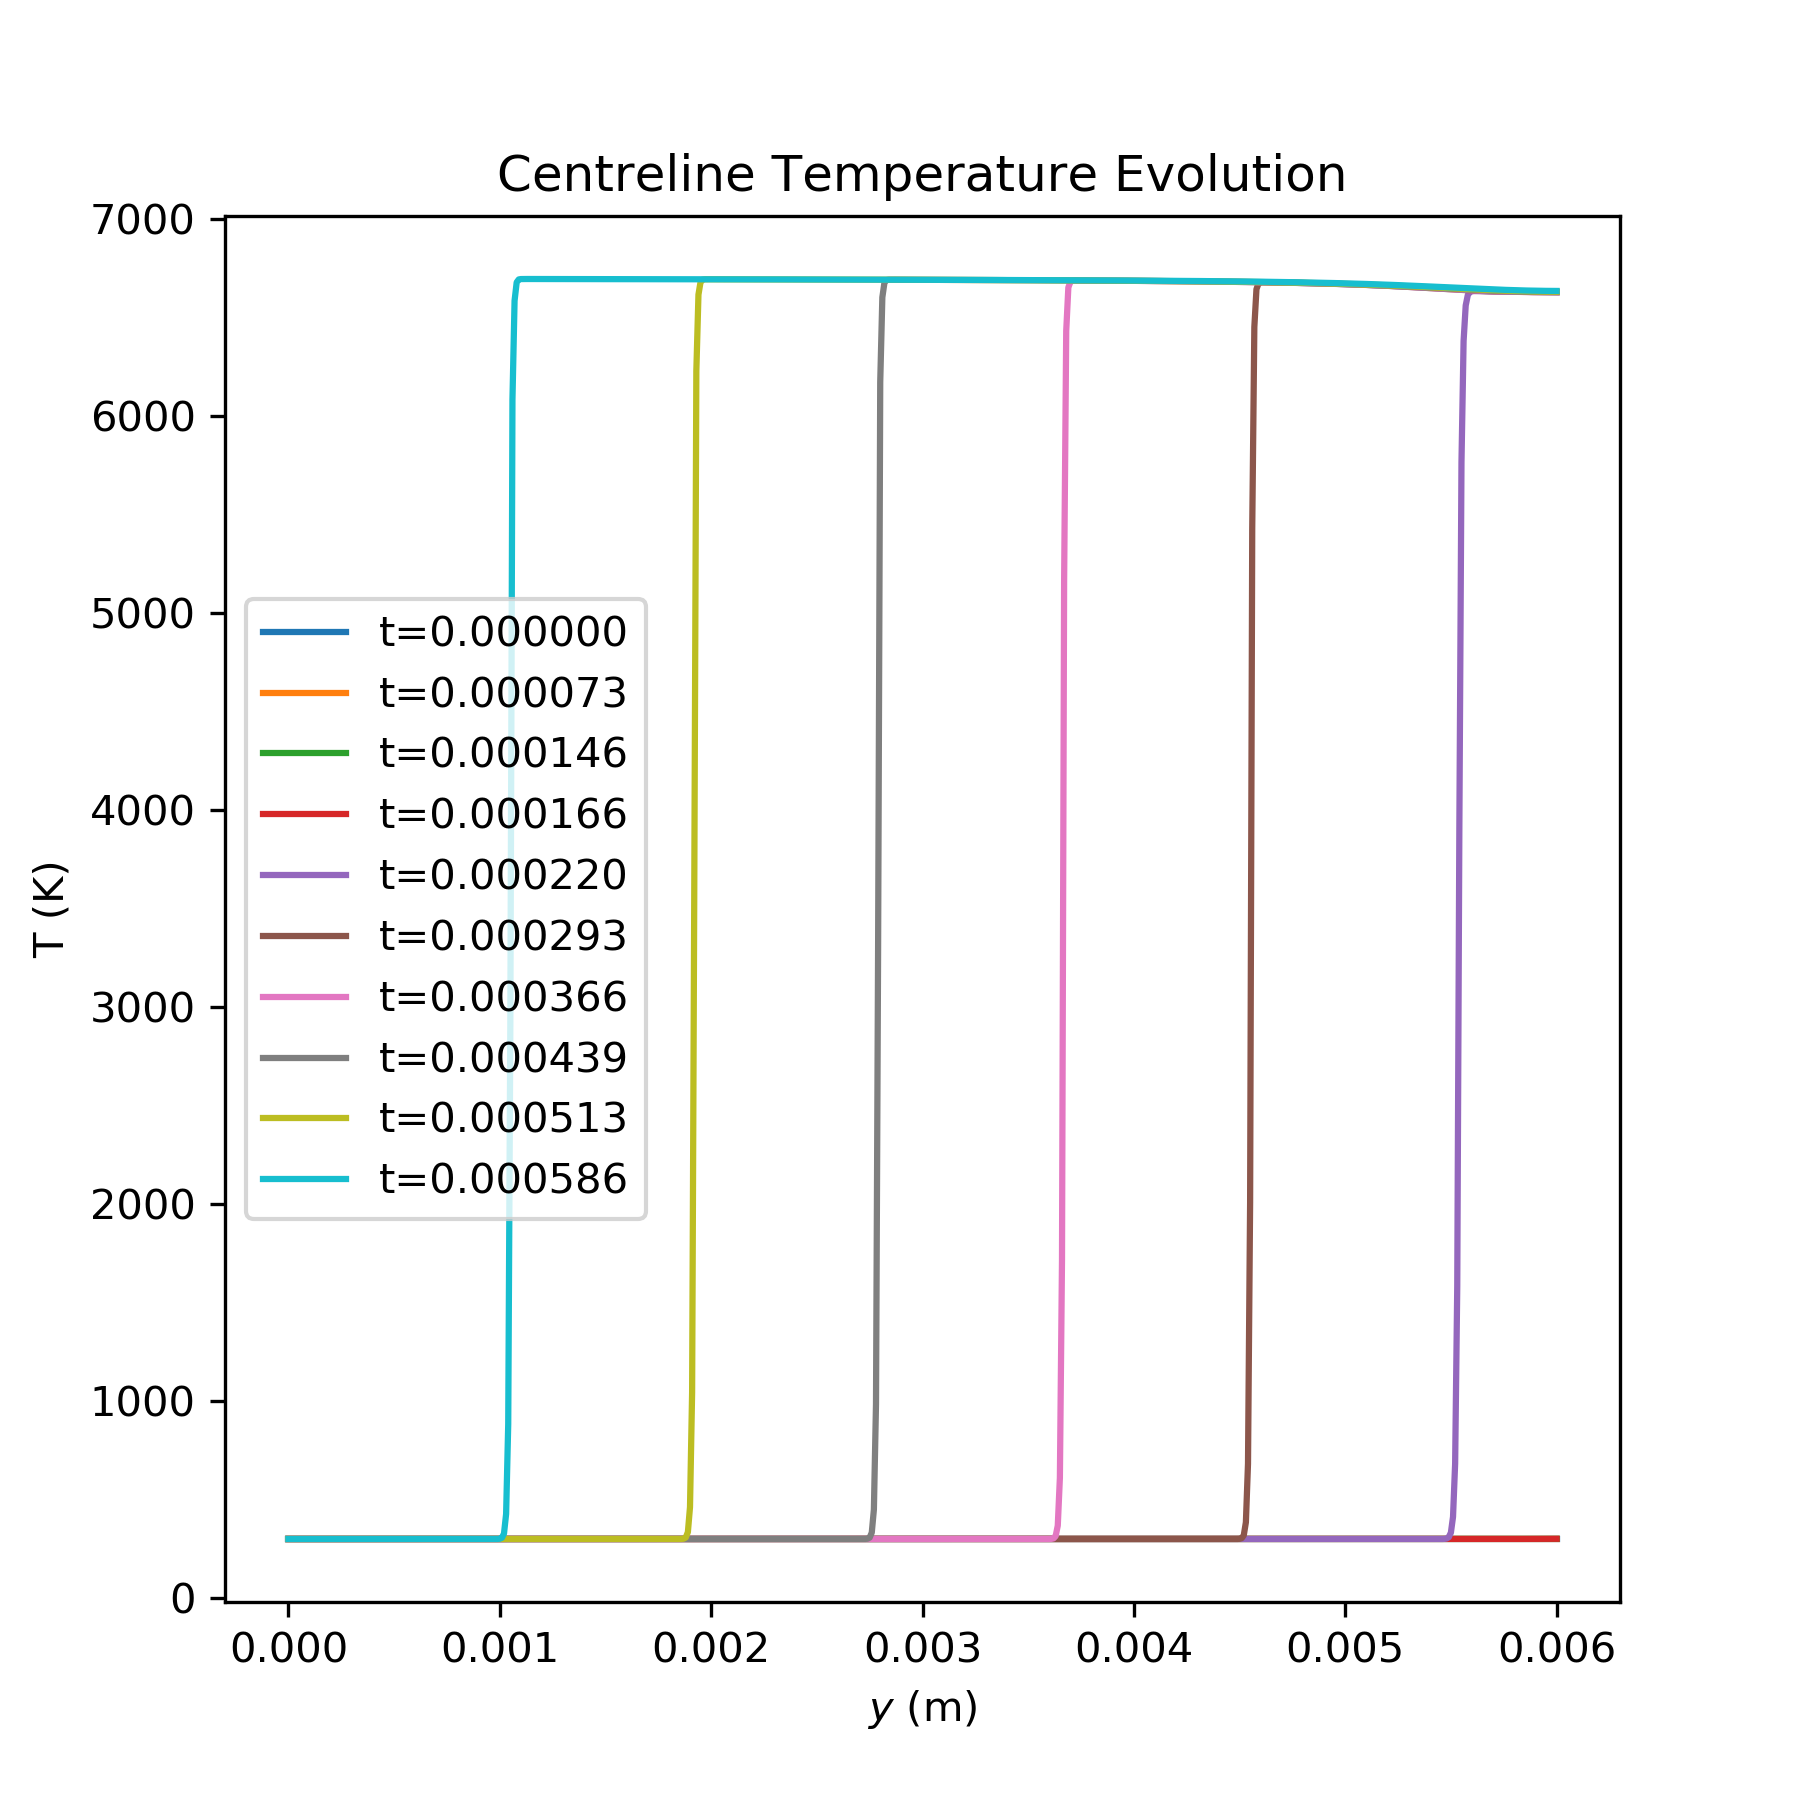 Centreline Temperature Evolution
7000
6000
5000
4000
3000
2000
1000
0
T (K)
t=0.000000
t=0.000073
t=0.000146
t=0.000166
t=0.000220
t=0.000293
t=0.000366
t=0.000439
t=0.000513
t=0.000586
0.000 0.001 0.002 0.003 0.004 0.005 0.006
y (m)